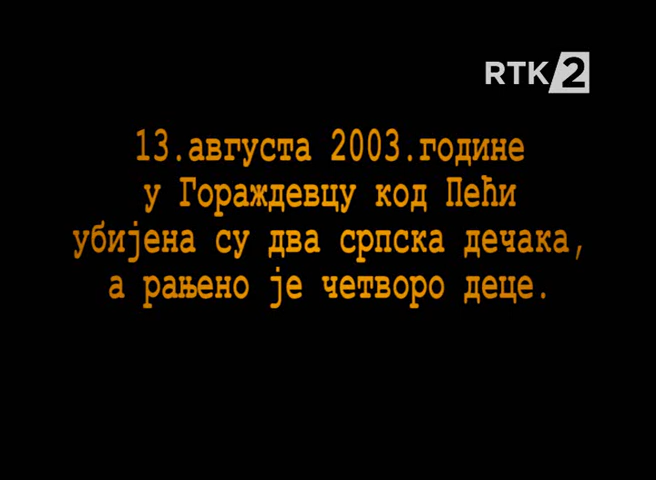 RTK2
13.августа 2003.године
у Гораждевцу код Пећи
убијена су два српска дечака,
а рањено је четворо деце.